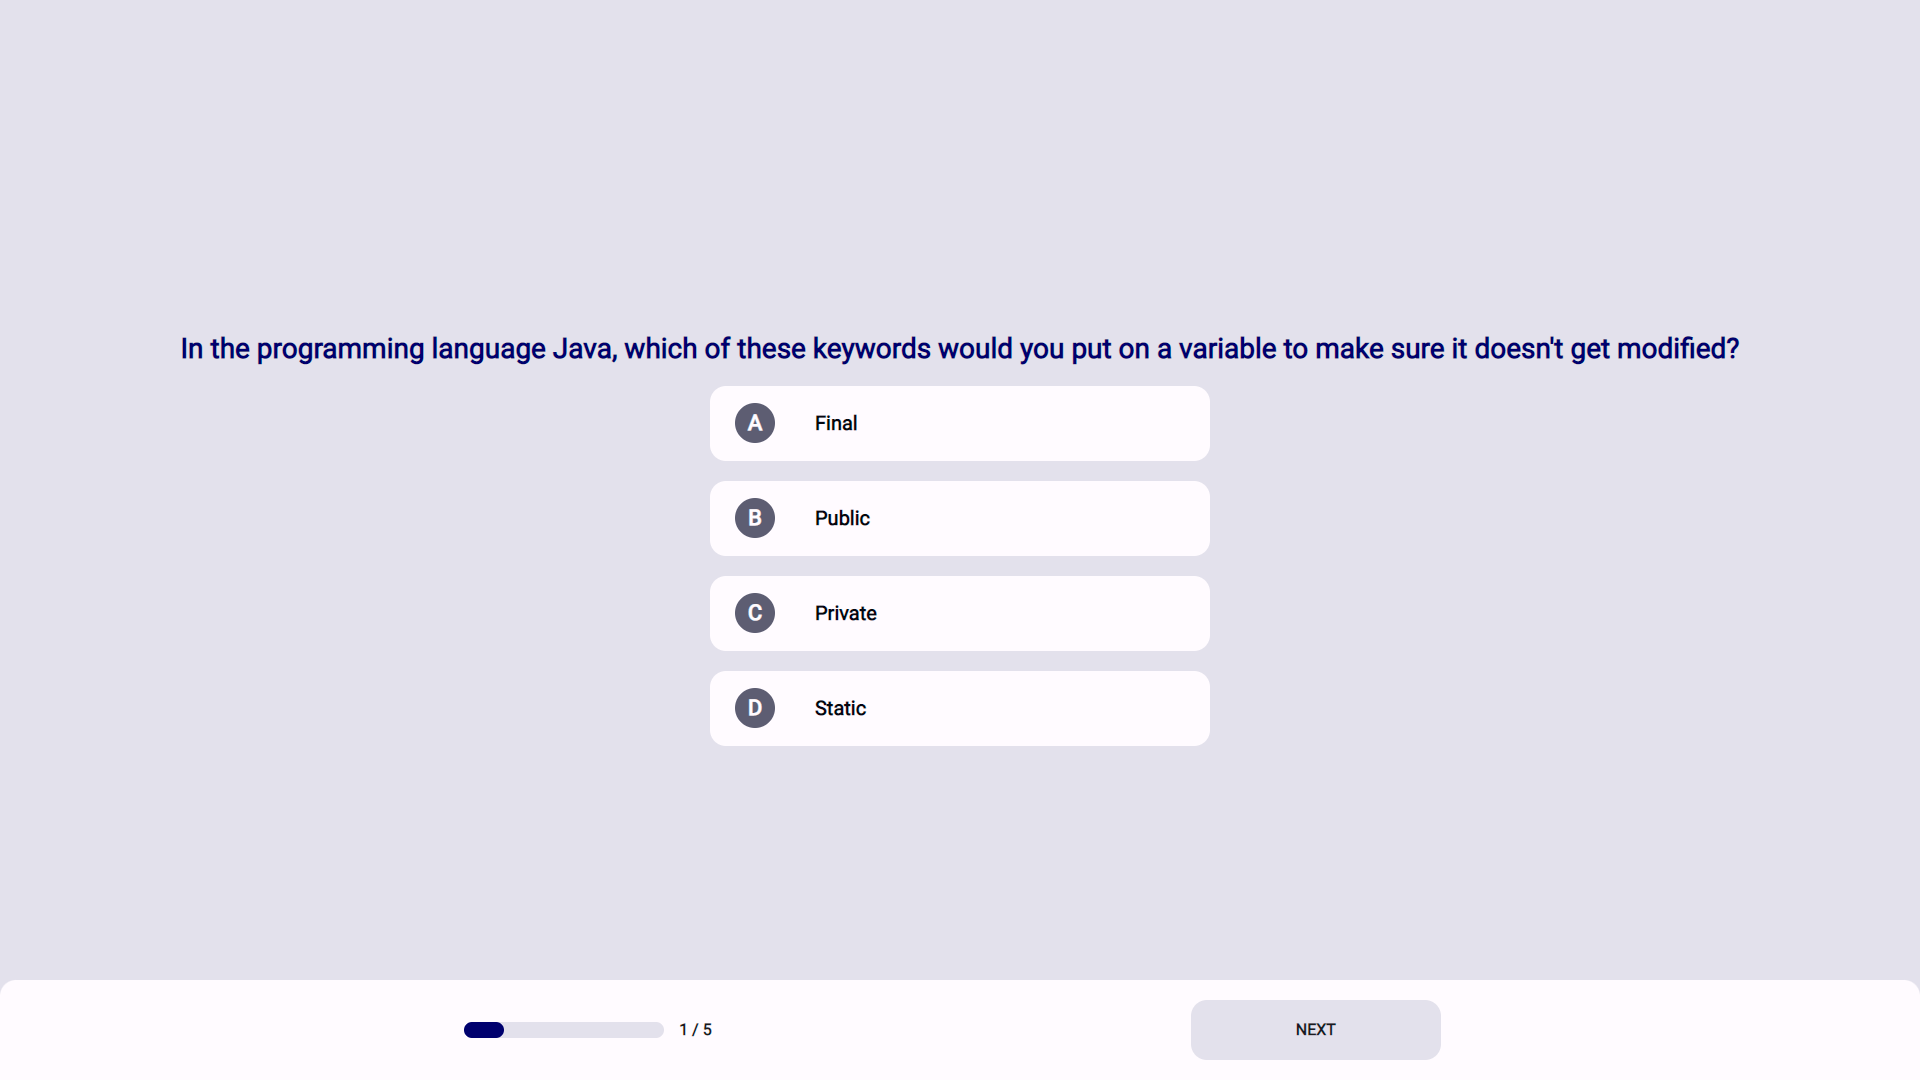 In the programming language Java, which of these keywords would you put on a variable to make sure it doesn't get modified?
A Final
B Public
C Private
D Static
1 / 5
NEXT